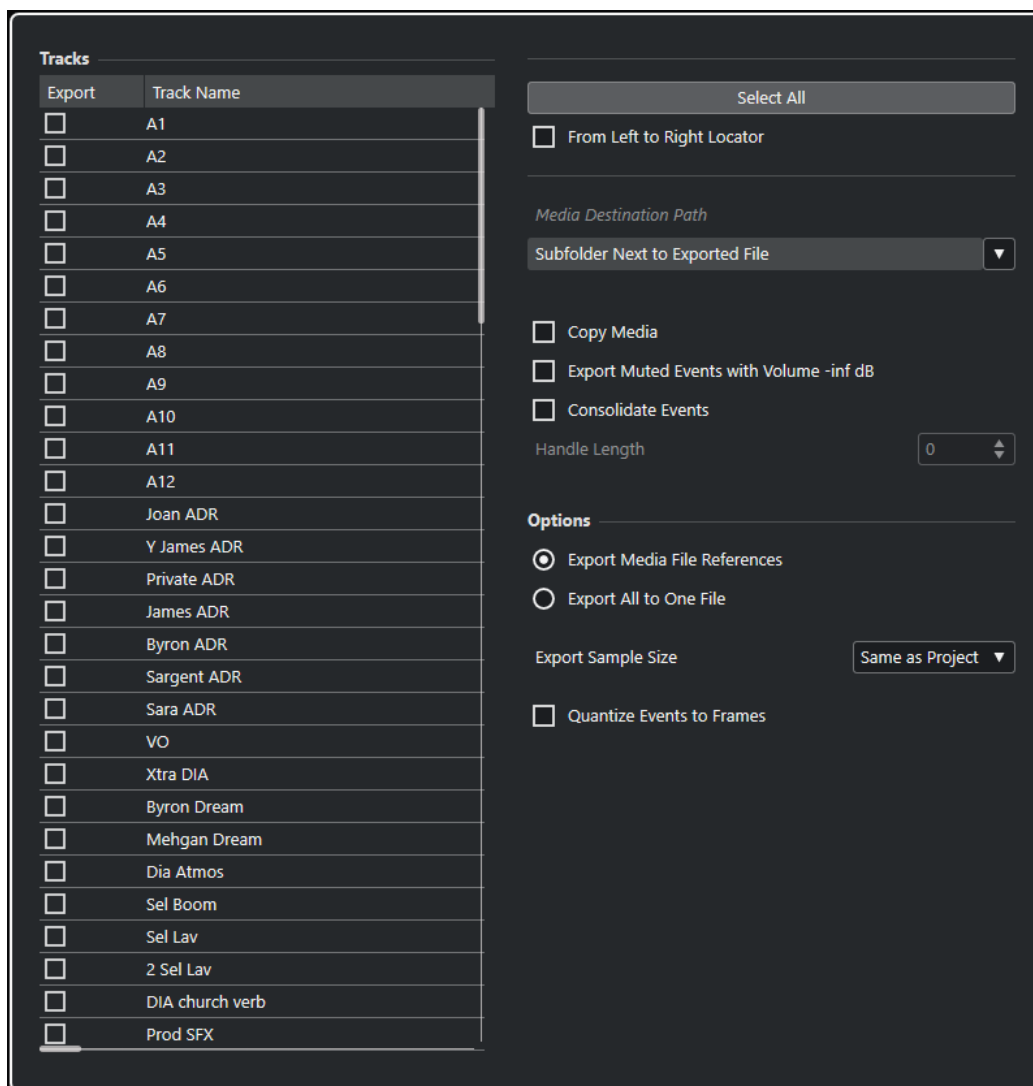 Tracks
Export Track Name
A1
A2
A3
A4
A5
A6
A7
A8
A9
A10
A11
A12
Joan ADR
Y James ADR
Private ADR
James ADR
Byron ADR
Sargent ADR
Sara ADR
VO
Xtra DIA
Byron Dream
Mehgan Dream
Dia Atmos
Sel Boom
Sel Lav
2 Sel Lav
DIA church verb
Prod SFX
Select All
From Left to Right Locator
Media Destination Path
Subfolder Next to Exported File
Copy Media
Export Muted Events with Volume -inf dB
Consolidate Events
Handle Length 0
Options
Export Media File References
Export All to One File
Export Sample Size Same as Project
Quantize Events to Frames